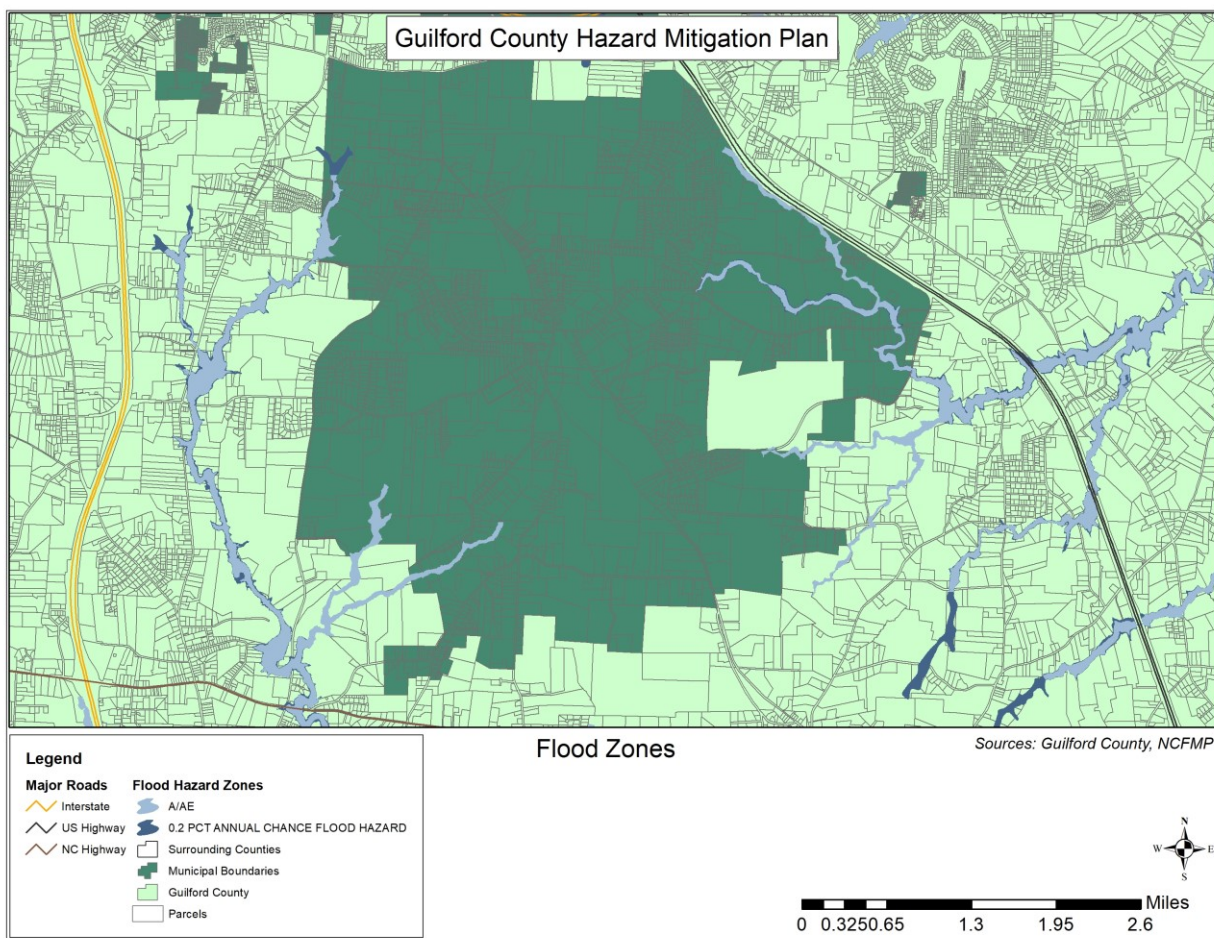 Guilford County Hazard Mitigation Plan
Flood Zones
Sources: Guilford County, NCFMP
Legend
Major Roads
Interstate
US Highway
NC Highway
Flood Hazard Zones
A/AE
0.2 PCT ANNUAL CHANCE FLOOD HAZARD
Surrounding Counties
Municipal Boundaries
Guilford County
Parcels
N
W E
S
Miles
0 0.325 0.65 1.3 1.95 2.6